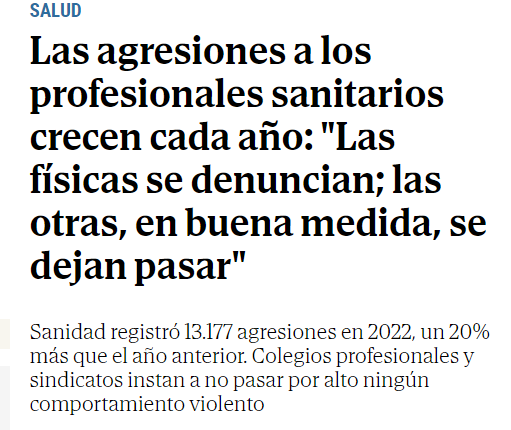 SALUD
Las agresiones a los
profesionales sanitarios
crecen cada año: "Las
físicas se denuncian; las
otras, en buena medida, se
dejan pasar"
Sanidad registró 13.177 agresiones en 2022, un 20%
más que el año anterior. Colegios profesionales y
sindicatos instan a no pasar por alto ningún
comportamiento violento